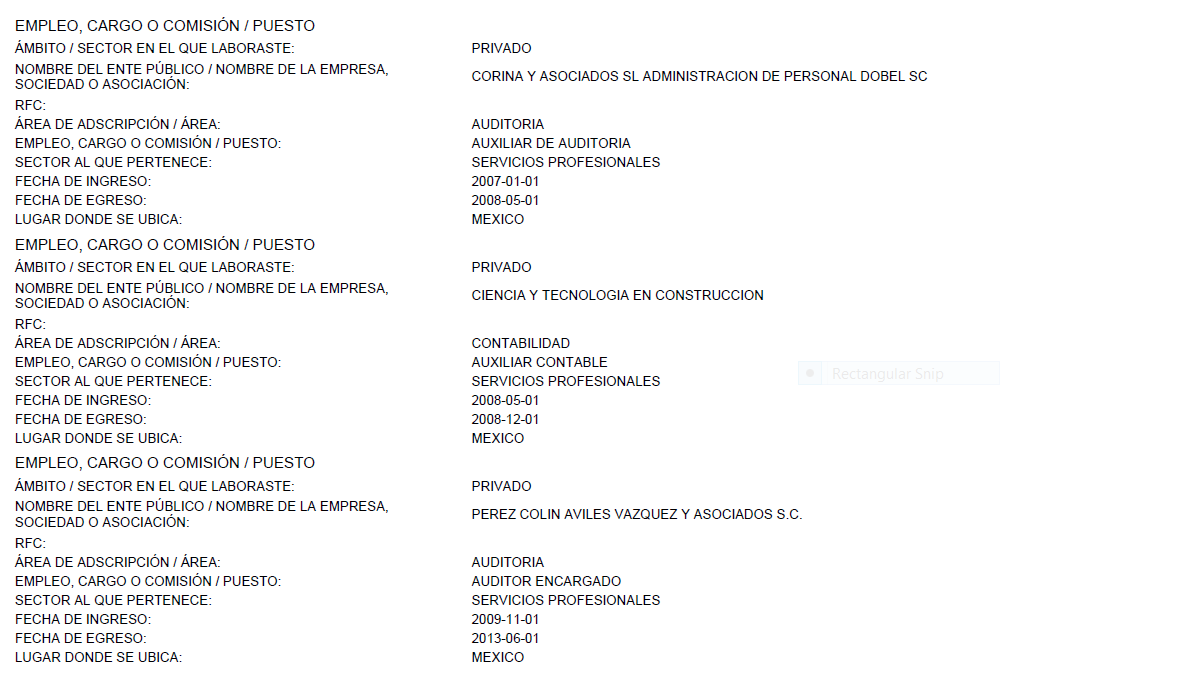 EMPLEO, CARGO O COMISIÓN / PUESTO
ÁMBITO / SECTOR EN EL QUE LABORASTE: PRIVADO
NOMBRE DEL ENTE PÚBLICO / NOMBRE DE LA EMPRESA,
SOCIEDAD O ASOCIACIÓN: CORINA Y ASOCIADOS SL ADMINISTRACION DE PERSONAL DOBEL SC
RFC:
ÁREA DE ADSCRIPCIÓN / ÁREA: AUDITORIA
EMPLEO, CARGO O COMISIÓN / PUESTO: AUXILIAR DE AUDITORIA
SECTOR AL QUE PERTENECE: SERVICIOS PROFESIONALES
FECHA DE INGRESO: 2007-01-01
FECHA DE EGRESO: 2008-05-01
LUGAR DONDE SE UBICA: MEXICO
EMPLEO, CARGO O COMISIÓN / PUESTO
ÁMBITO / SECTOR EN EL QUE LABORASTE: PRIVADO
NOMBRE DEL ENTE PÚBLICO / NOMBRE DE LA EMPRESA,
SOCIEDAD O ASOCIACIÓN: CIENCIA Y TECNOLOGIA EN CONSTRUCCION
RFC:
ÁREA DE ADSCRIPCIÓN / ÁREA: CONTABILIDAD
EMPLEO, CARGO O COMISIÓN / PUESTO: AUXILIAR CONTABLE
Rectangular Snip
SECTOR AL QUE PERTENECE: SERVICIOS PROFESIONALES
FECHA DE INGRESO: 2008-05-01
FECHA DE EGRESO: 2008-12-01
LUGAR DONDE SE UBICA: MEXICO
EMPLEO, CARGO O COMISIÓN / PUESTO
ÁMBITO / SECTOR EN EL QUE LABORASTE: PRIVADO
NOMBRE DEL ENTE PÚBLICO / NOMBRE DE LA EMPRESA,
SOCIEDAD O ASOCIACIÓN: PEREZ COLIN AVILES VAZQUEZ Y ASOCIADOS S.C.
RFC:
ÁREA DE ADSCRIPCIÓN / ÁREA: AUDITORIA
EMPLEO, CARGO O COMISIÓN / PUESTO: AUDITOR ENCARGADO
SECTOR AL QUE PERTENECE: SERVICIOS PROFESIONALES
FECHA DE INGRESO: 2009-11-01
FECHA DE EGRESO: 2013-06-01
LUGAR DONDE SE UBICA: MEXICO